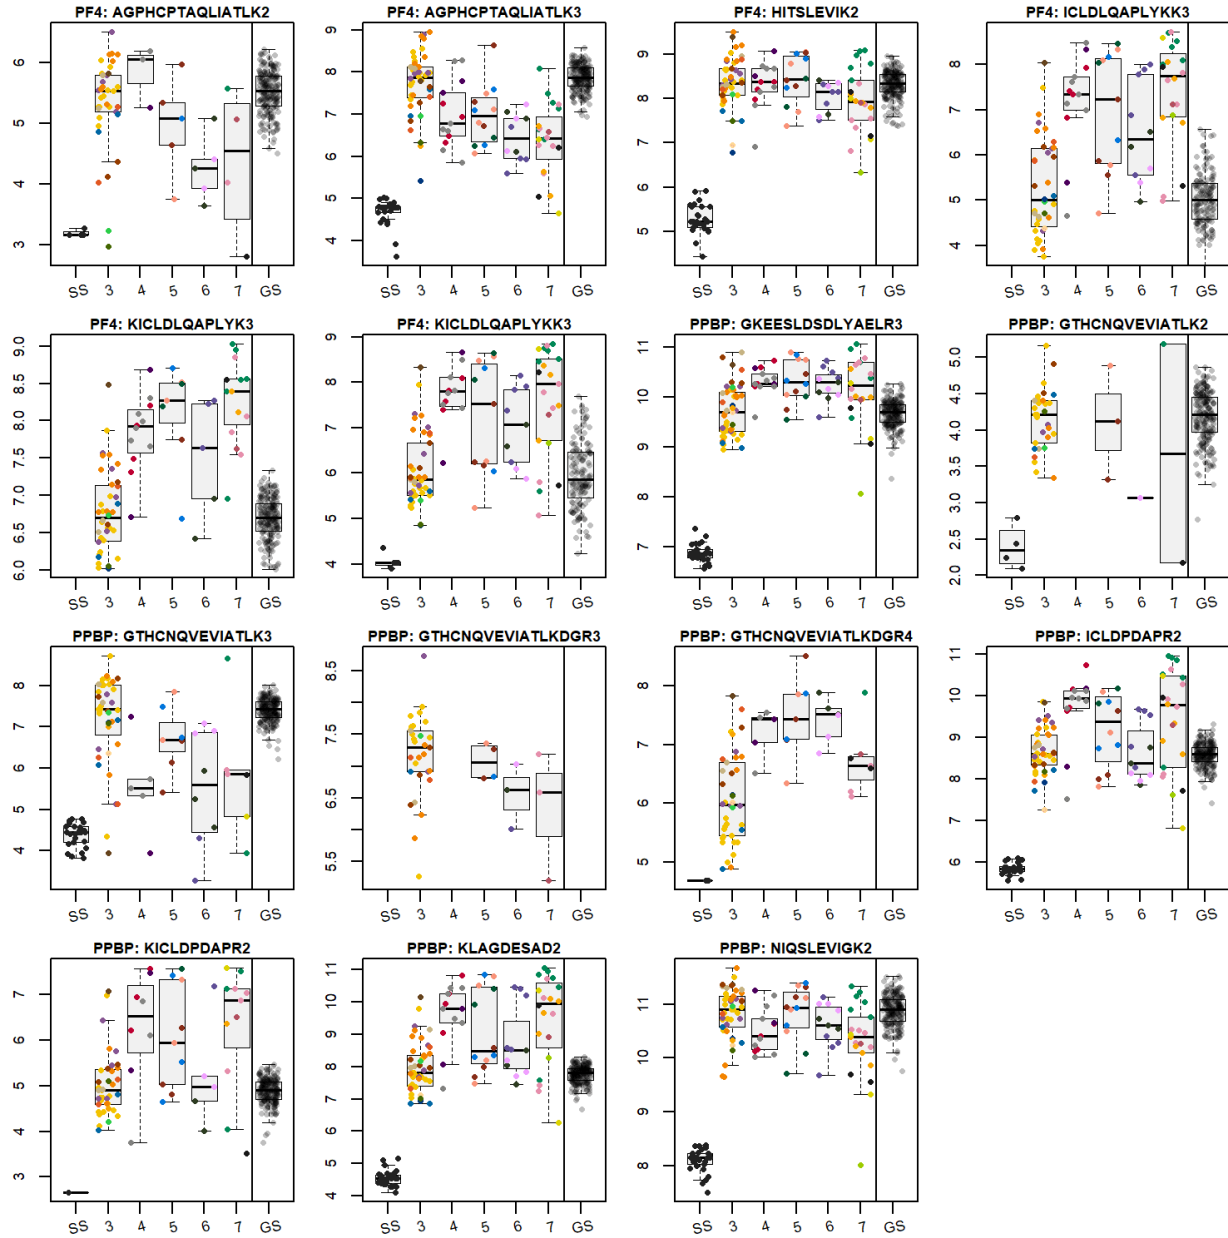 PF4: AGPHCPTAQLIATLK2
3 4 5 6
SS 3 4 5 6 7 GS
PF4: AGPHCPTAQLIATLK3
4 5 6 7 8 9
SS 3 4 5 6 7 GS
PF4: HITSLEVIK2
5 6 7 8 9
SS 3 4 5 6 7 GS
PF4: ICLDLQAPLYKK3
4 5 6 7 8
SS 3 4 5 6 7 GS
PF4: KICLDLQAPLYK3
6.0 6.5 7.0 7.5 8.0 8.5 9.0
SS 3 4 5 6 7 GS
PF4: KICLDLQAPLYKK3
4 5 6 7 8 9
SS 3 4 5 6 7 GS
PPBP: GKEESLDSDLYAELR3
7 8 9 10 11
SS 3 4 5 6 7 GS
PPBP: GTHCNQVEVIATLK2
2.0 2.5 3.0 3.5 4.0 4.5 5.0
SS 3 4 5 6 7 GS
PPBP: GTHCNQVEVIATLK3
4 5 6 7 8
SS 3 4 5 6 7 GS
PPBP: GTHCNQVEVIATLKDGR3
5.5 6.5 7.5 8.5
SS 3 4 5 6 7 GS
PPBP: GTHCNQVEVIATLKDGR4
5 6 7 8
SS 3 4 5 6 7 GS
PPBP: ICLDPDAPR2
6 7 8 9 10 11
SS 3 4 5 6 7 GS
PPBP: KICLDPDAPR2
3 4 5 6 7
SS 3 4 5 6 7 GS
PPBP: KLAGDESAD2
4 5 6 7 8 9 10 11
SS 3 4 5 6 7 GS
PPBP: NIQSLEVIGK2
8 9 10 11
SS 3 4 5 6 7 GS